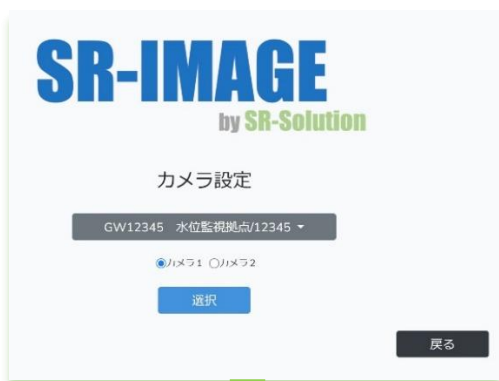 SR-IMAGE
by SR-Solution
カメラ設定
GW12345 水位監視拠点/12345
カメラ1 カメラ2
選択
戻る